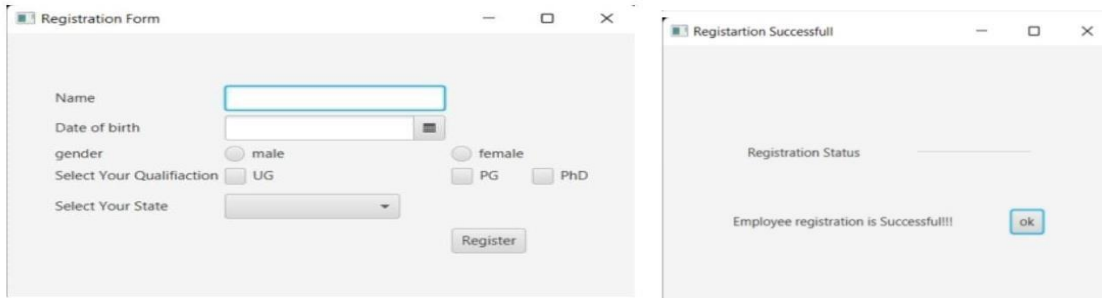 Registration Form
Name
Date of birth
gender male female
Select Your Qualifiaction UG PG PhD
Select Your State
Register
Registartion Successfull
Registration Status
Employee registration is Successful!!! ok